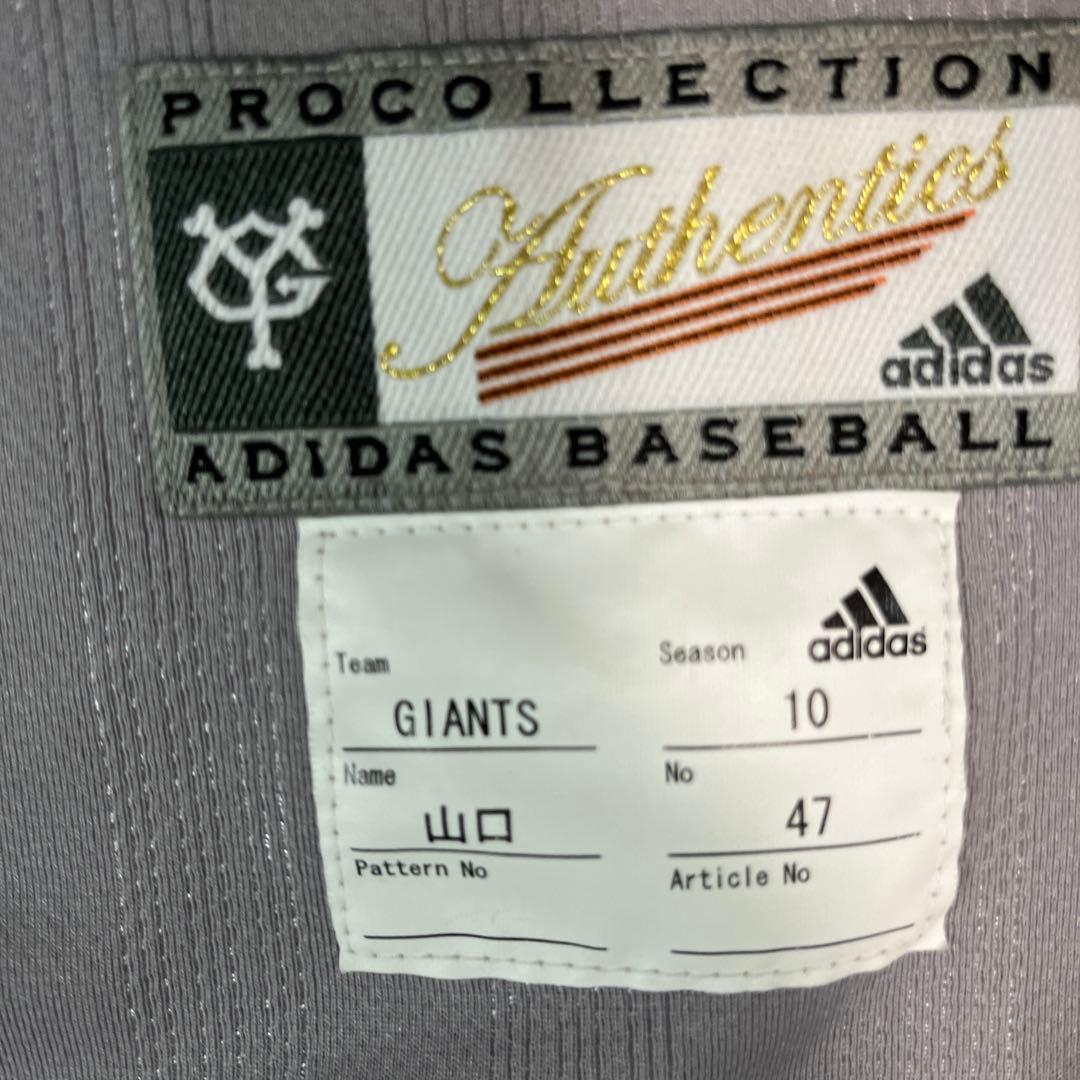 PROCOLLECTION
YG
Authentics
adidas
ADIDAS BASEBALL
adidas
Team
Season
GIANTS
10
Name
No
山口
47
Pattern No
Article No